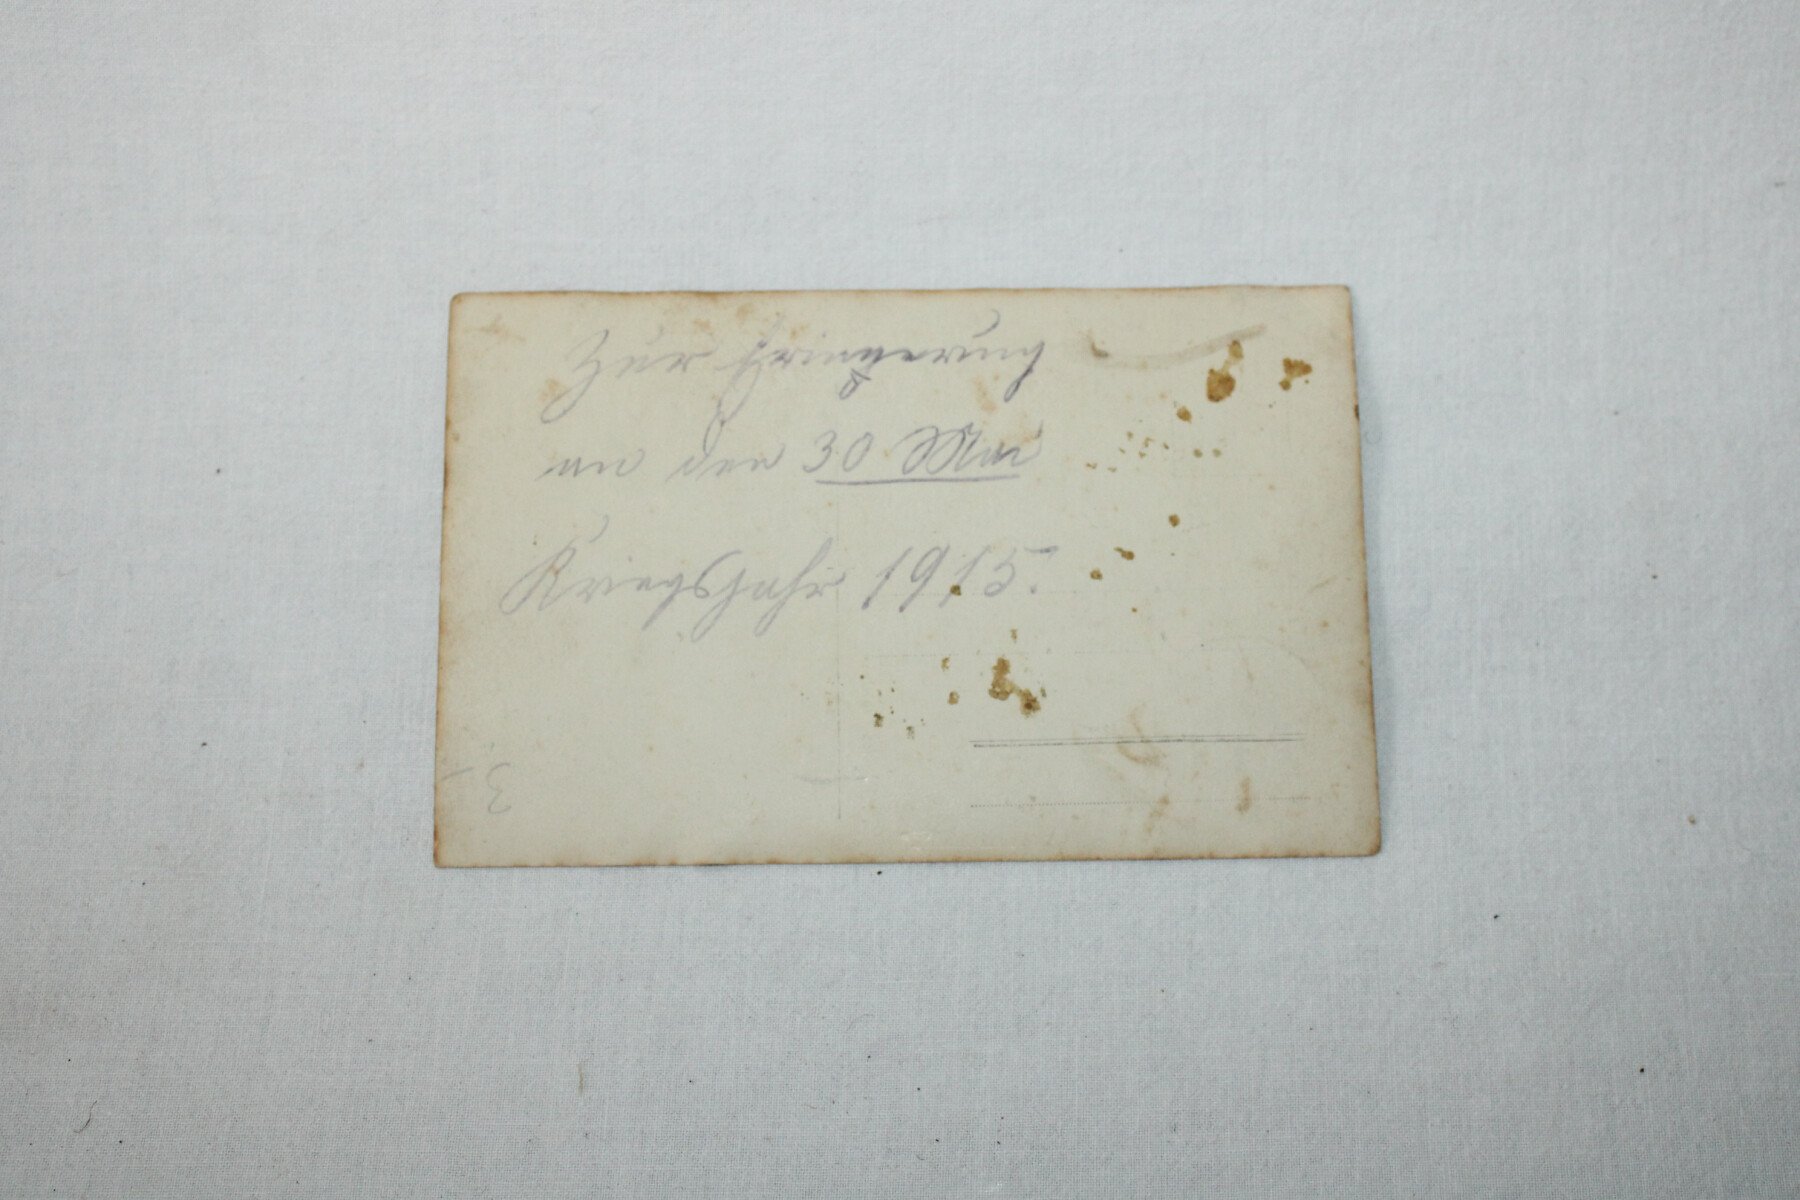 Zur Erinnerung
an den 30 Mai
Kriegsjahr 1915.
3